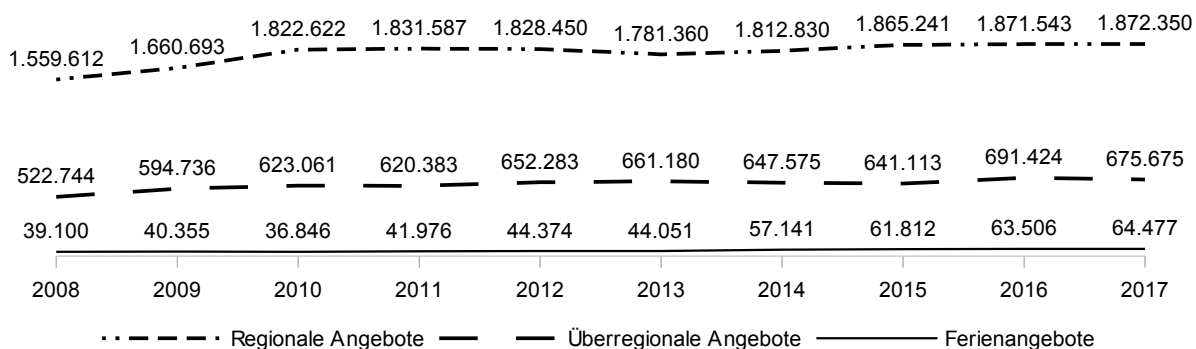 1.559.612 1.660.693 1.822.622 1.831.587 1.828.450 1.781.360 1.812.830 1.865.241 1.871.543 1.872.350
522.744 594.736 623.061 620.383 652.283 661.180 647.575 641.113 691.424 675.675
39.100 40.355 36.846 41.976 44.374 44.051 57.141 61.812 63.506 64.477
2008 2009 2010 2011 2012 2013 2014 2015 2016 2017
Regionale Angebote Überregionale Angebote Ferienangebote